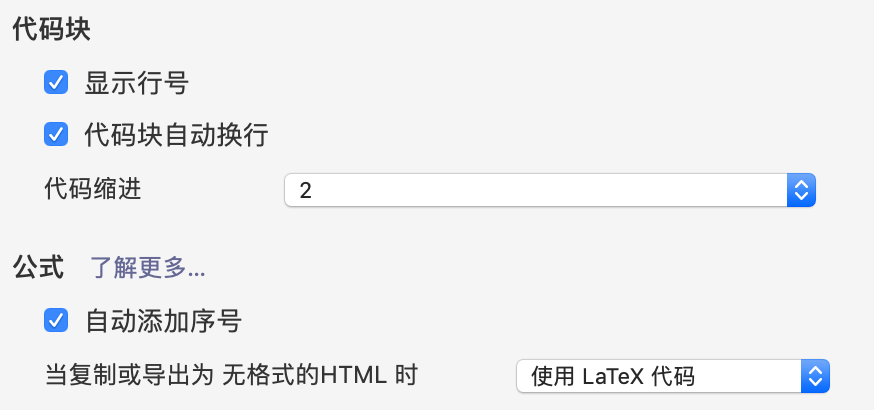 代码块
显示行号
代码块自动换行
代码缩进 2
公式 了解更多...
自动添加序号
当复制或导出为 无格式的HTML 时 使用 LaTeX 代码